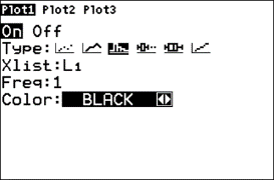 Plot1 Plot2 Plot3
On Off
Type:
Xlist:L₁
Freq:1
Color: BLACK